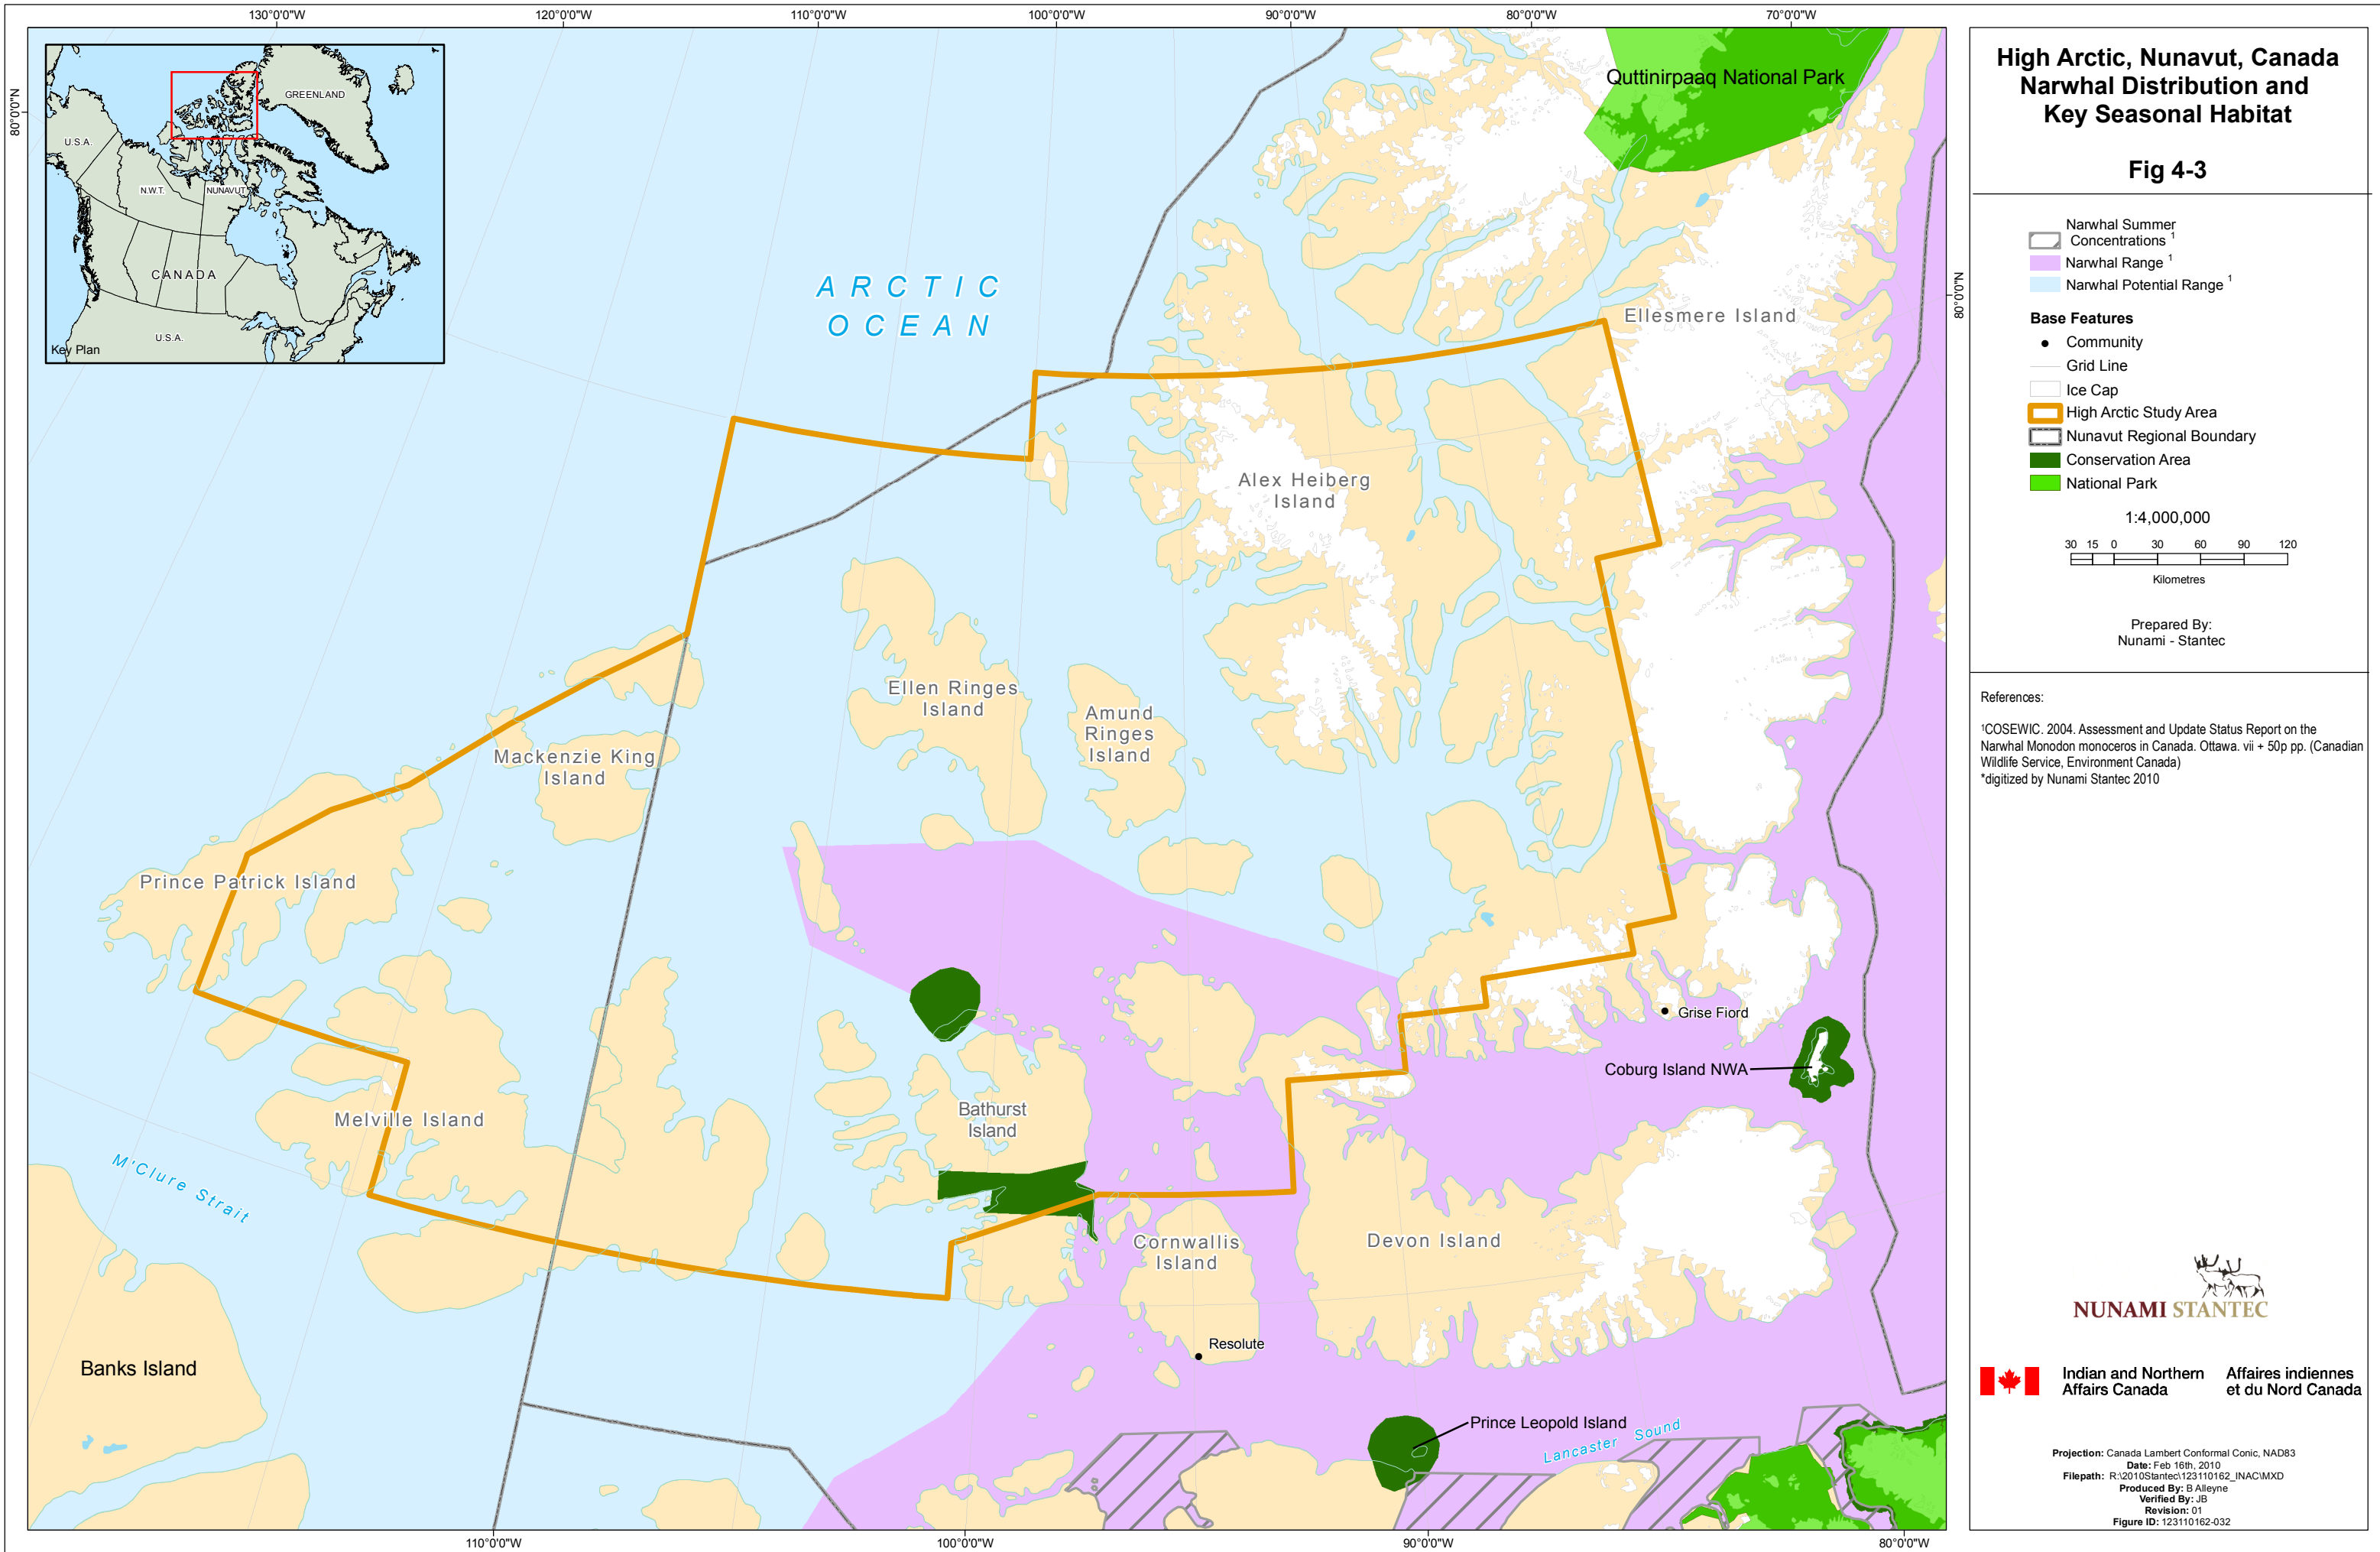 130°0'0"W
120°0'0"W
110°0'0"W
100°0'0"W
90°0'0"W
80°0'0"W
70°0'0"W
80°0'0"N
80°0'0"N
GREENLAND
U.S.A.
N.W.T.
NUNAVUT
CANADA
U.S.A.
Key Plan
ARCTIC
OCEAN
Quttinirpaaq National Park
Ellesmere Island
Alex Heiberg
Island
Ellen Ringes
Island
Amund
Ringes
Island
Mackenzie King
Island
Prince Patrick Island
Melville Island
M'Clure Strait
Bathurst
Island
Grise Fiord
Coburg Island NWA
Cornwallis
Island
Devon Island
Resolute
Banks Island
Prince Leopold Island
Lancaster Sound
110°0'0"W
100°0'0"W
90°0'0"W
80°0'0"W
High Arctic, Nunavut, Canada
Narwhal Distribution and
Key Seasonal Habitat
Fig 4-3
Narwhal Summer
Concentrations 1
Narwhal Range 1
Narwhal Potential Range 1
Base Features
Community
Grid Line
Ice Cap
High Arctic Study Area
Nunavut Regional Boundary
Conservation Area
National Park
1:4,000,000
30 15 0 30 60 90 120
Kilometres
Prepared By:
Nunami - Stantec
References:
1COSEWIC. 2004. Assessment and Update Status Report on the
Narwhal Monodon monoceros in Canada. Ottawa. vii + 50p pp. (Canadian
Wildlife Service, Environment Canada)
*digitized by Nunami Stantec 2010
NUNAMI STANTEC
Indian and Northern
Affairs Canada
Affaires indiennes
et du Nord Canada
Projection: Canada Lambert Conformal Conic, NAD83
Date: Feb 16th, 2010
Filepath: R:\2010Stantec\123110162_INAC\MXD
Produced By: B Alleyne
Verified By: JB
Revision: 01
Figure ID: 123110162-032